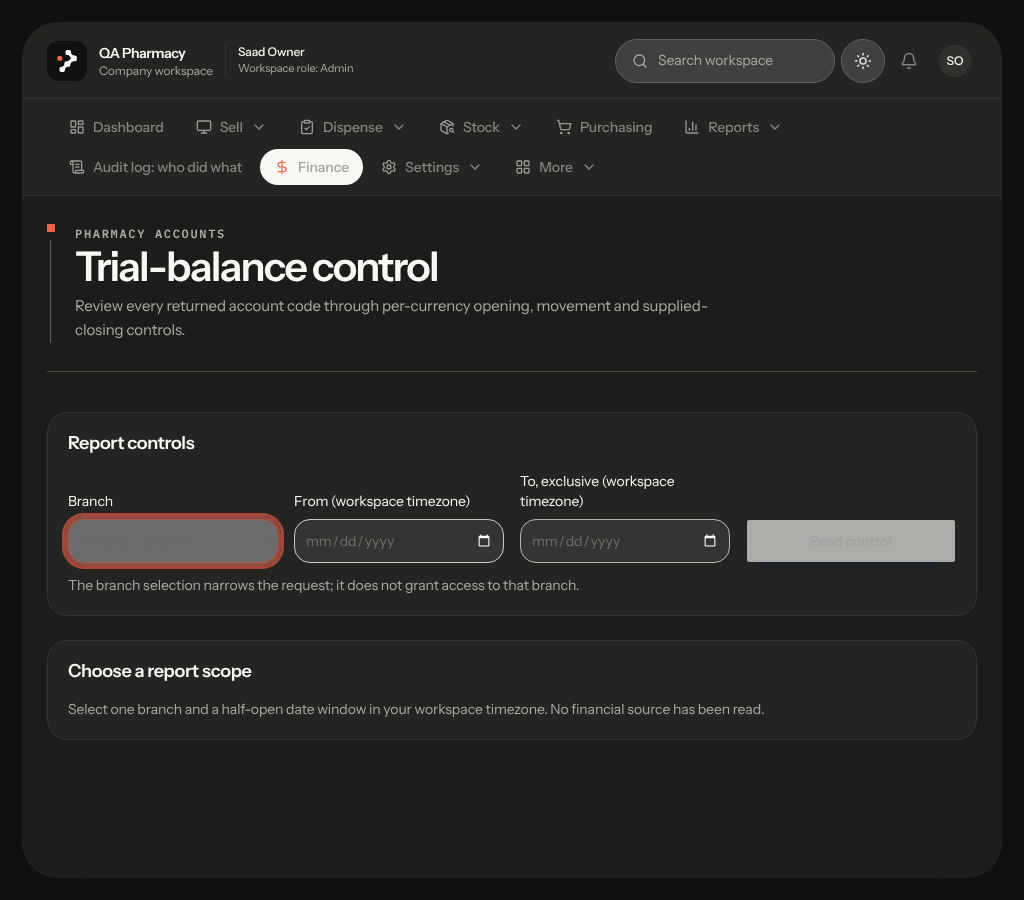 QA Pharmacy
Company workspace
Saad Owner
Workspace role: Admin
Search workspace
SO
Dashboard
Sell
Dispense
Stock
Purchasing
Reports
Audit log: who did what
Finance
Settings
More
PHARMACY ACCOUNTS
Trial-balance control
Review every returned account code through per-currency opening, movement and supplied-
closing controls.
Report controls
Branch
From (workspace timezone)
To, exclusive (workspace
timezone)
mm/dd/yyyy
mm/dd/yyyy
Read control
The branch selection narrows the request; it does not grant access to that branch.
Choose a report scope
Select one branch and a half-open date window in your workspace timezone. No financial source has been read.